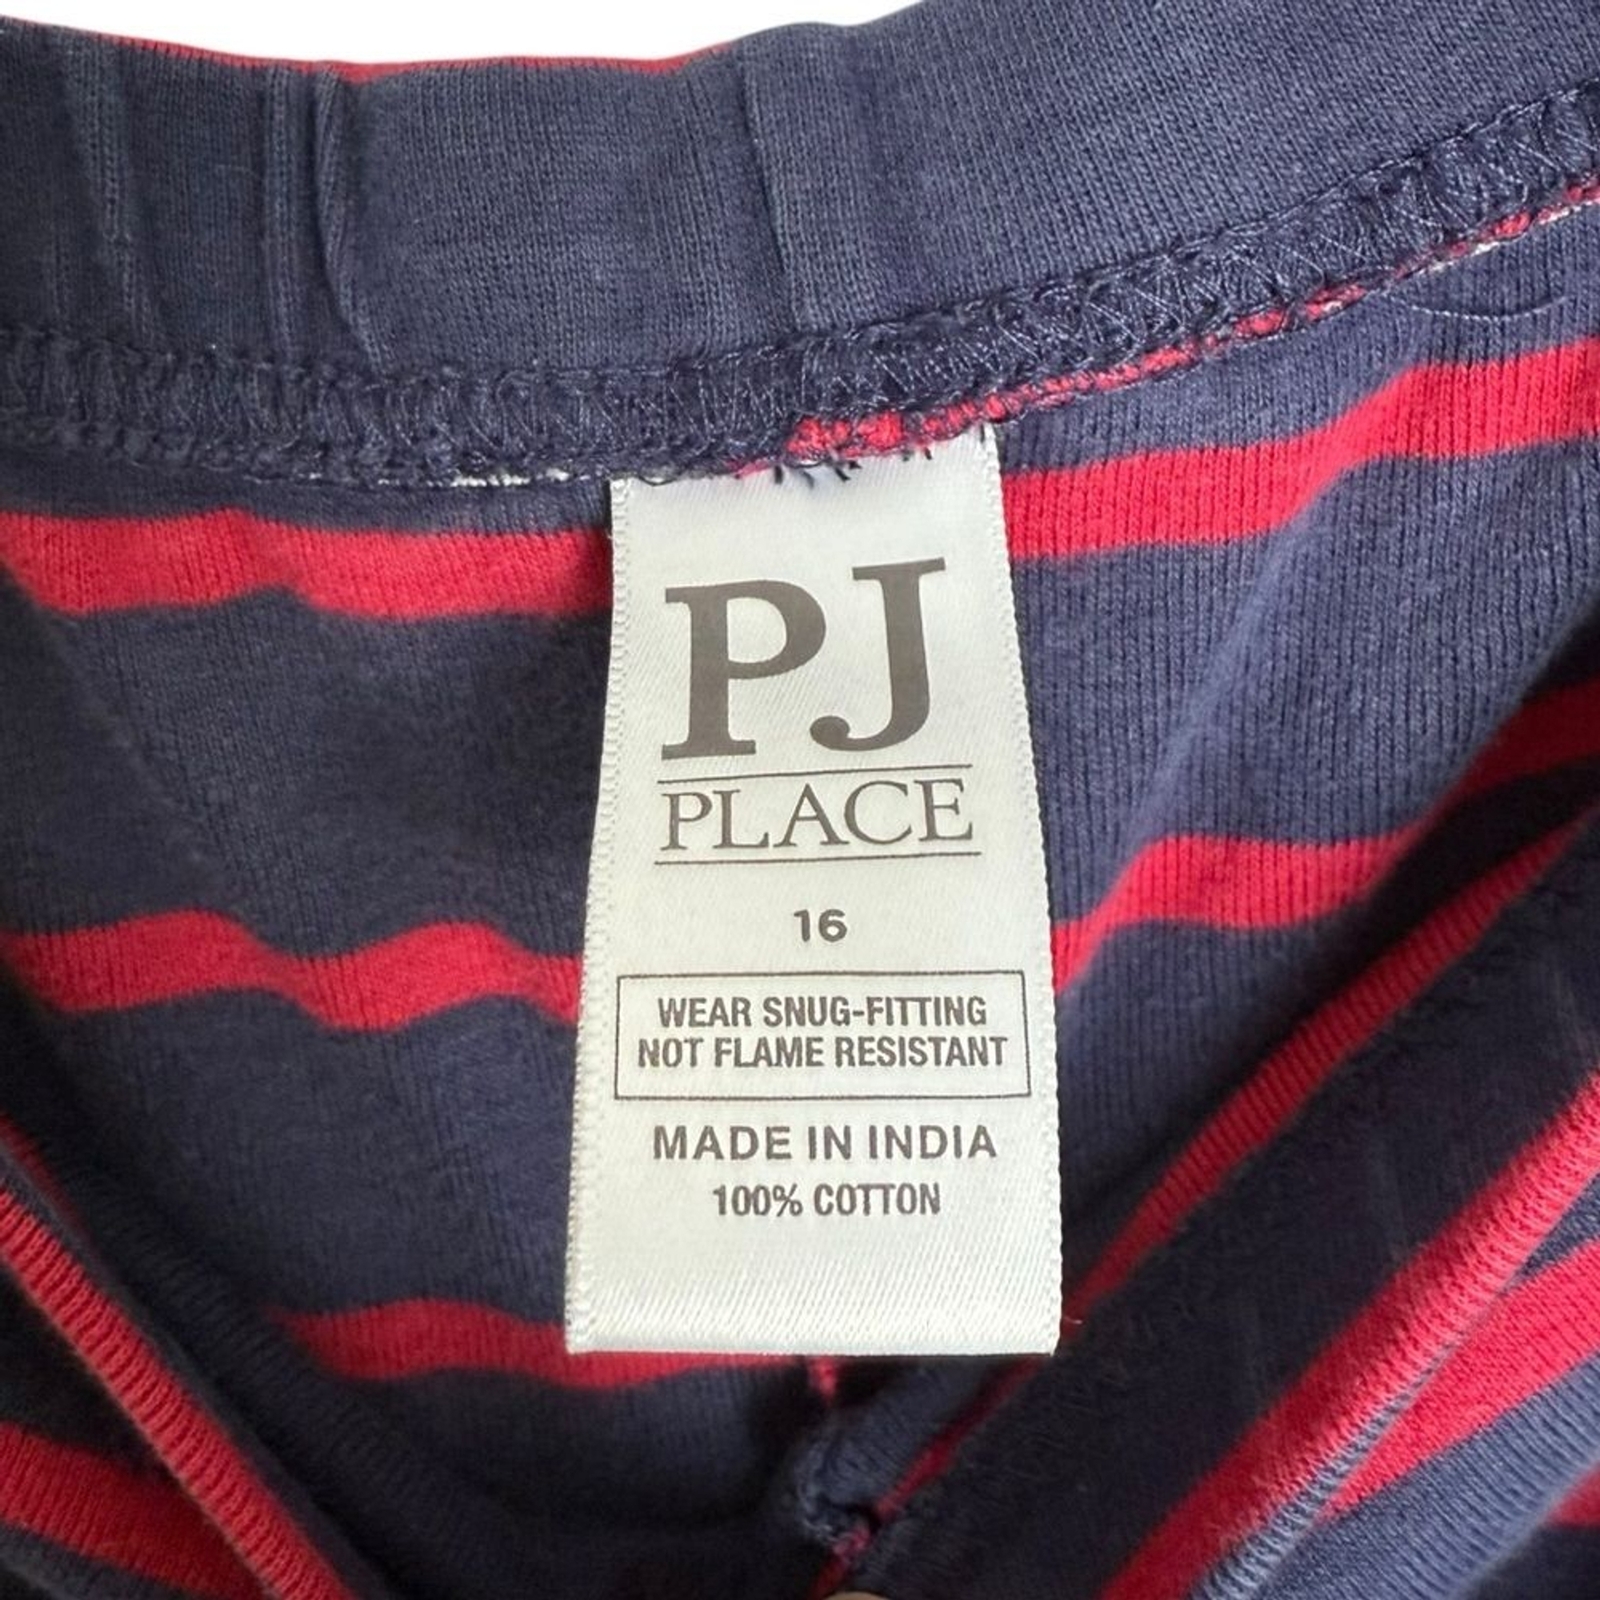 PJ
PLACE
16
WEAR SNUG-FITTING
NOT FLAME RESISTANT
MADE IN INDIA
100% COTTON